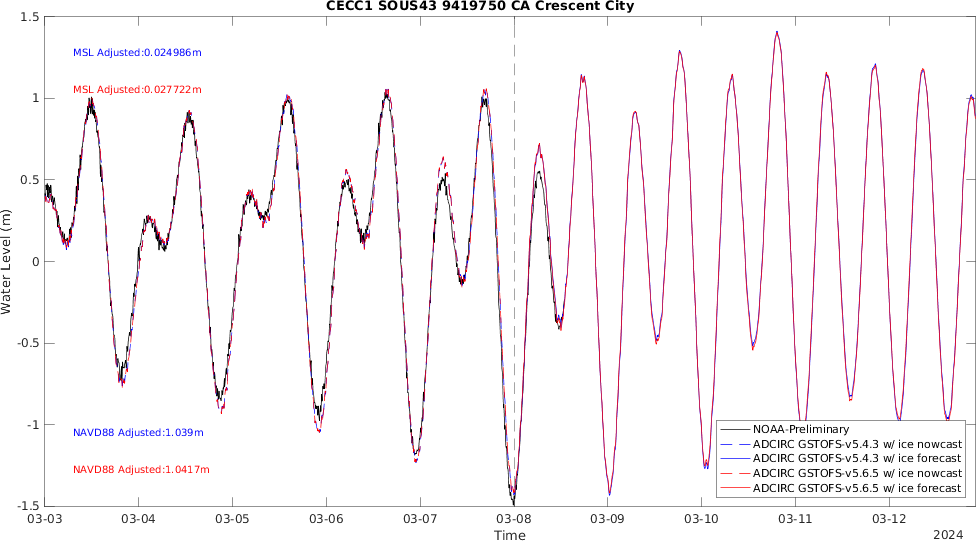 CECC1 SOUS43 9419750 CA Crescent City
1.5
MSL Adjusted:0.024986m
MSL Adjusted:0.027722m
1
0.5
Water Level (m)
0
-0.5
-1
NAVD88 Adjusted:1.039m
NAVD88 Adjusted:1.0417m
NOAA-Preliminary
ADCIRC GSTOFS-v5.4.3 w/ ice nowcast
ADCIRC GSTOFS-v5.4.3 w/ ice forecast
ADCIRC GSTOFS-v5.6.5 w/ ice nowcast
ADCIRC GSTOFS-v5.6.5 w/ ice forecast
-1.5
03-03 03-04 03-05 03-06 03-07 03-08 03-09 03-10 03-11 03-12
Time
2024